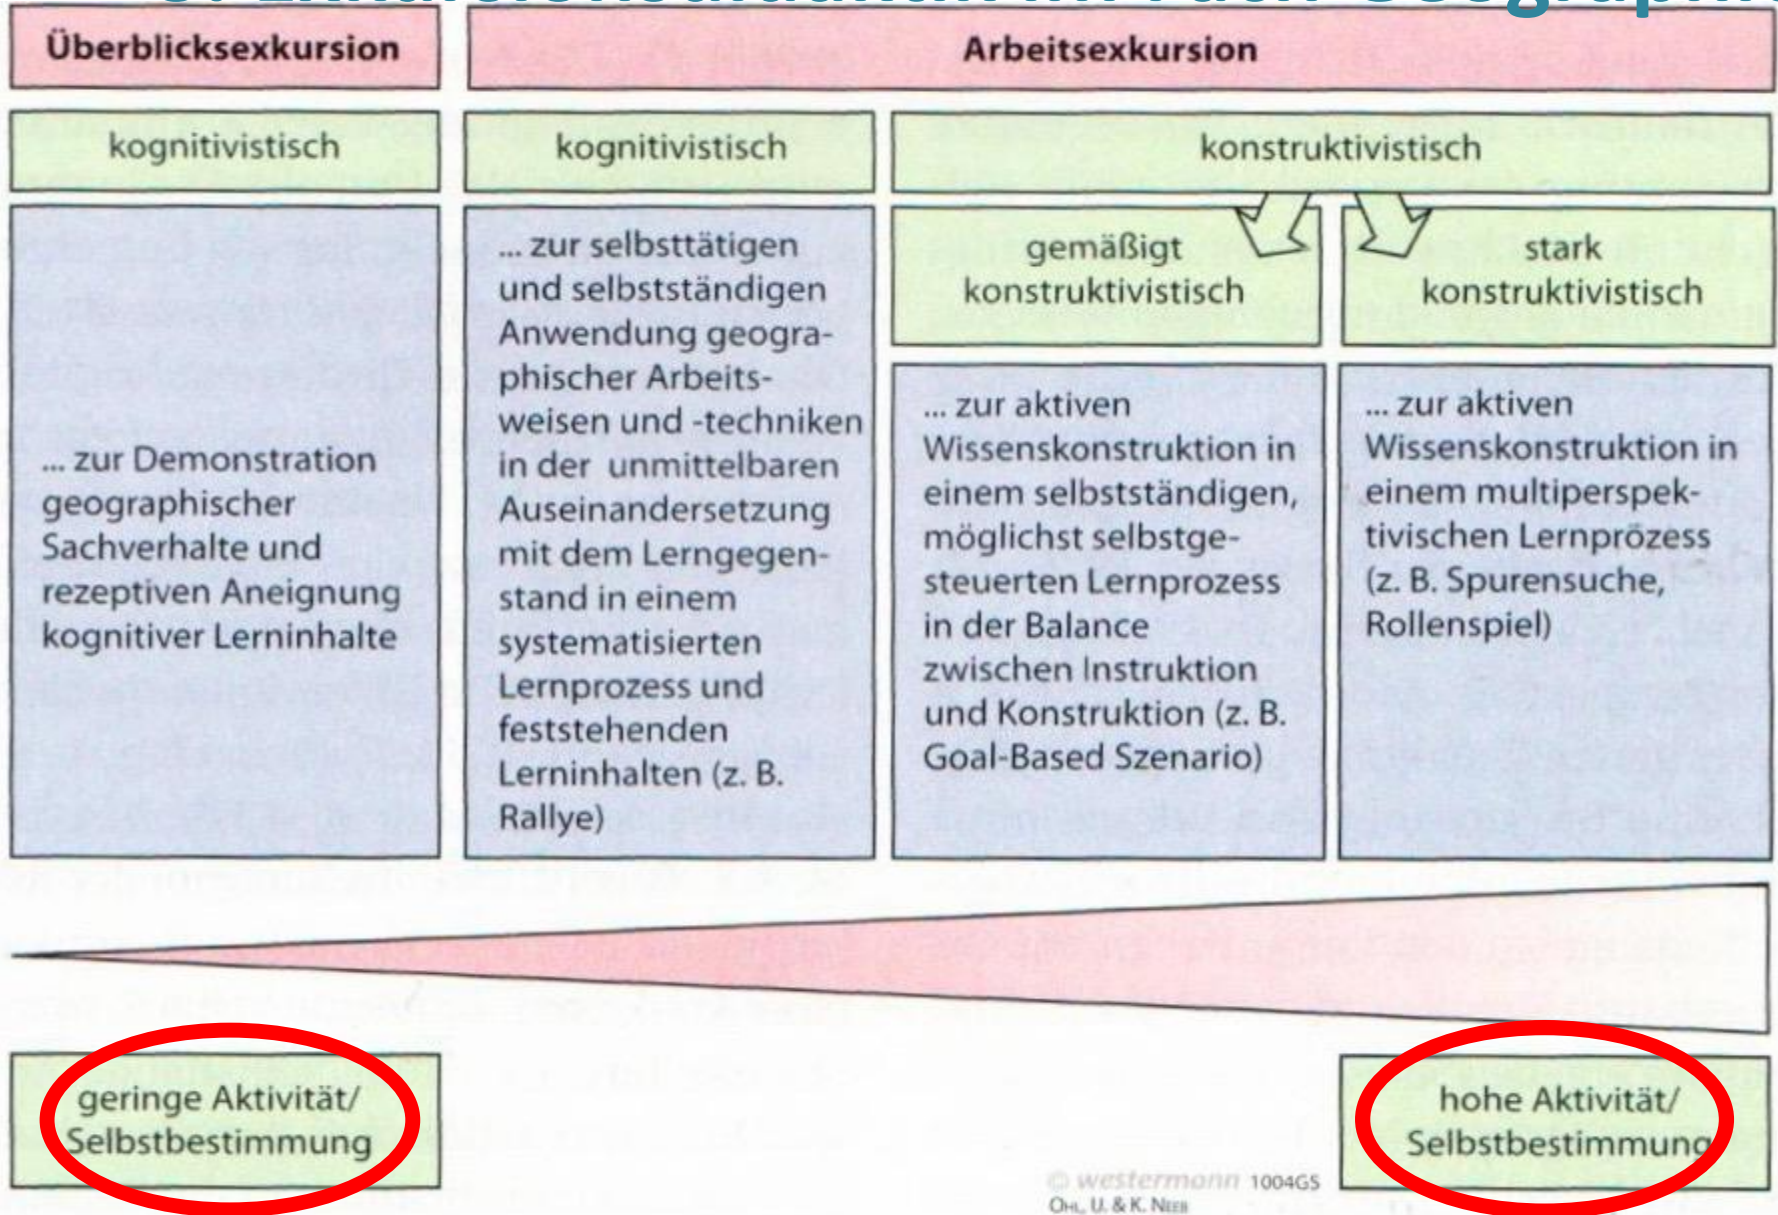 Überblicksexkursion
Arbeitsexkursion
kognitivistisch
kognitivistisch
konstruktivistisch
gemäßigt
konstruktivistisch
stark
konstruktivistisch
... zur Demonstration
geographischer
Sachverhalte und
rezeptiven Aneignung
kognitiver Lerninhalte
... zur selbsttätigen
und selbstständigen
Anwendung geogra-
phischer Arbeits-
weisen und -techniken
in der unmittelbaren
Auseinandersetzung
mit dem Lerngegen-
stand in einem
systematisierten
Lernprozess und
feststehenden
Lerninhalten (z. B.
Rallye)
... zur aktiven
Wissenskonstruktion in
einem selbstständigen,
möglichst selbstge-
steuerten Lernprozess
in der Balance
zwischen Instruktion
und Konstruktion (z. B.
Goal-Based Szenario)
... zur aktiven
Wissenskonstruktion in
einem multiperspek-
tivischen Lernprözess
(z. B. Spurensuche,
Rollenspiel)
geringe Aktivität/
Selbstbestimmung
hohe Aktivität/
Selbstbestimmung
© westermann 1004GS
OHL, U. & K. NEEB